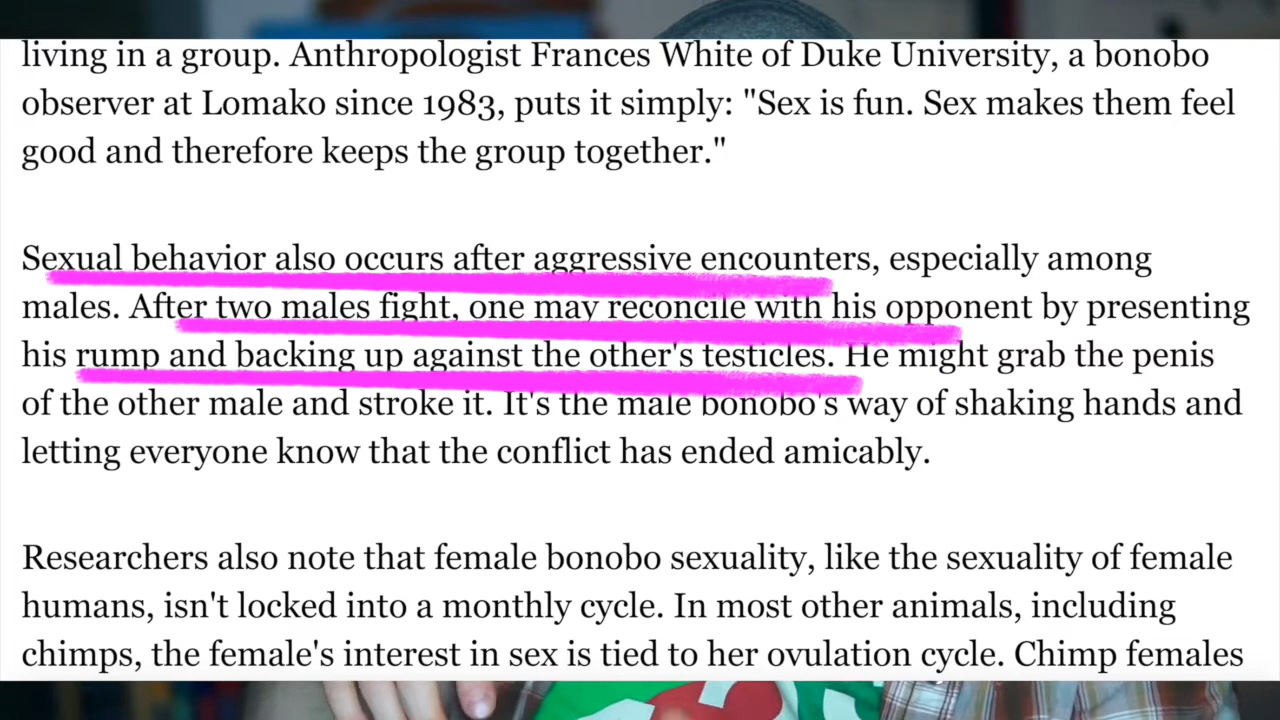 living in a group. Anthropologist Frances White of Duke University, a bonobo
observer at Lomako since 1983, puts it simply: "Sex is fun. Sex makes them feel
good and therefore keeps the group together."
Sexual behavior also occurs after aggressive encounters, especially among
males. After two males fight, one may reconcile with his opponent by presenting
his rump and backing up against the other's testicles. He might grab the penis
of the other male and stroke it. It's the male bonobo's way of shaking hands and
letting everyone know that the conflict has ended amicably.
Researchers also note that female bonobo sexuality, like the sexuality of female
humans, isn't locked into a monthly cycle. In most other animals, including
chimps, the female's interest in sex is tied to her ovulation cycle. Chimp females